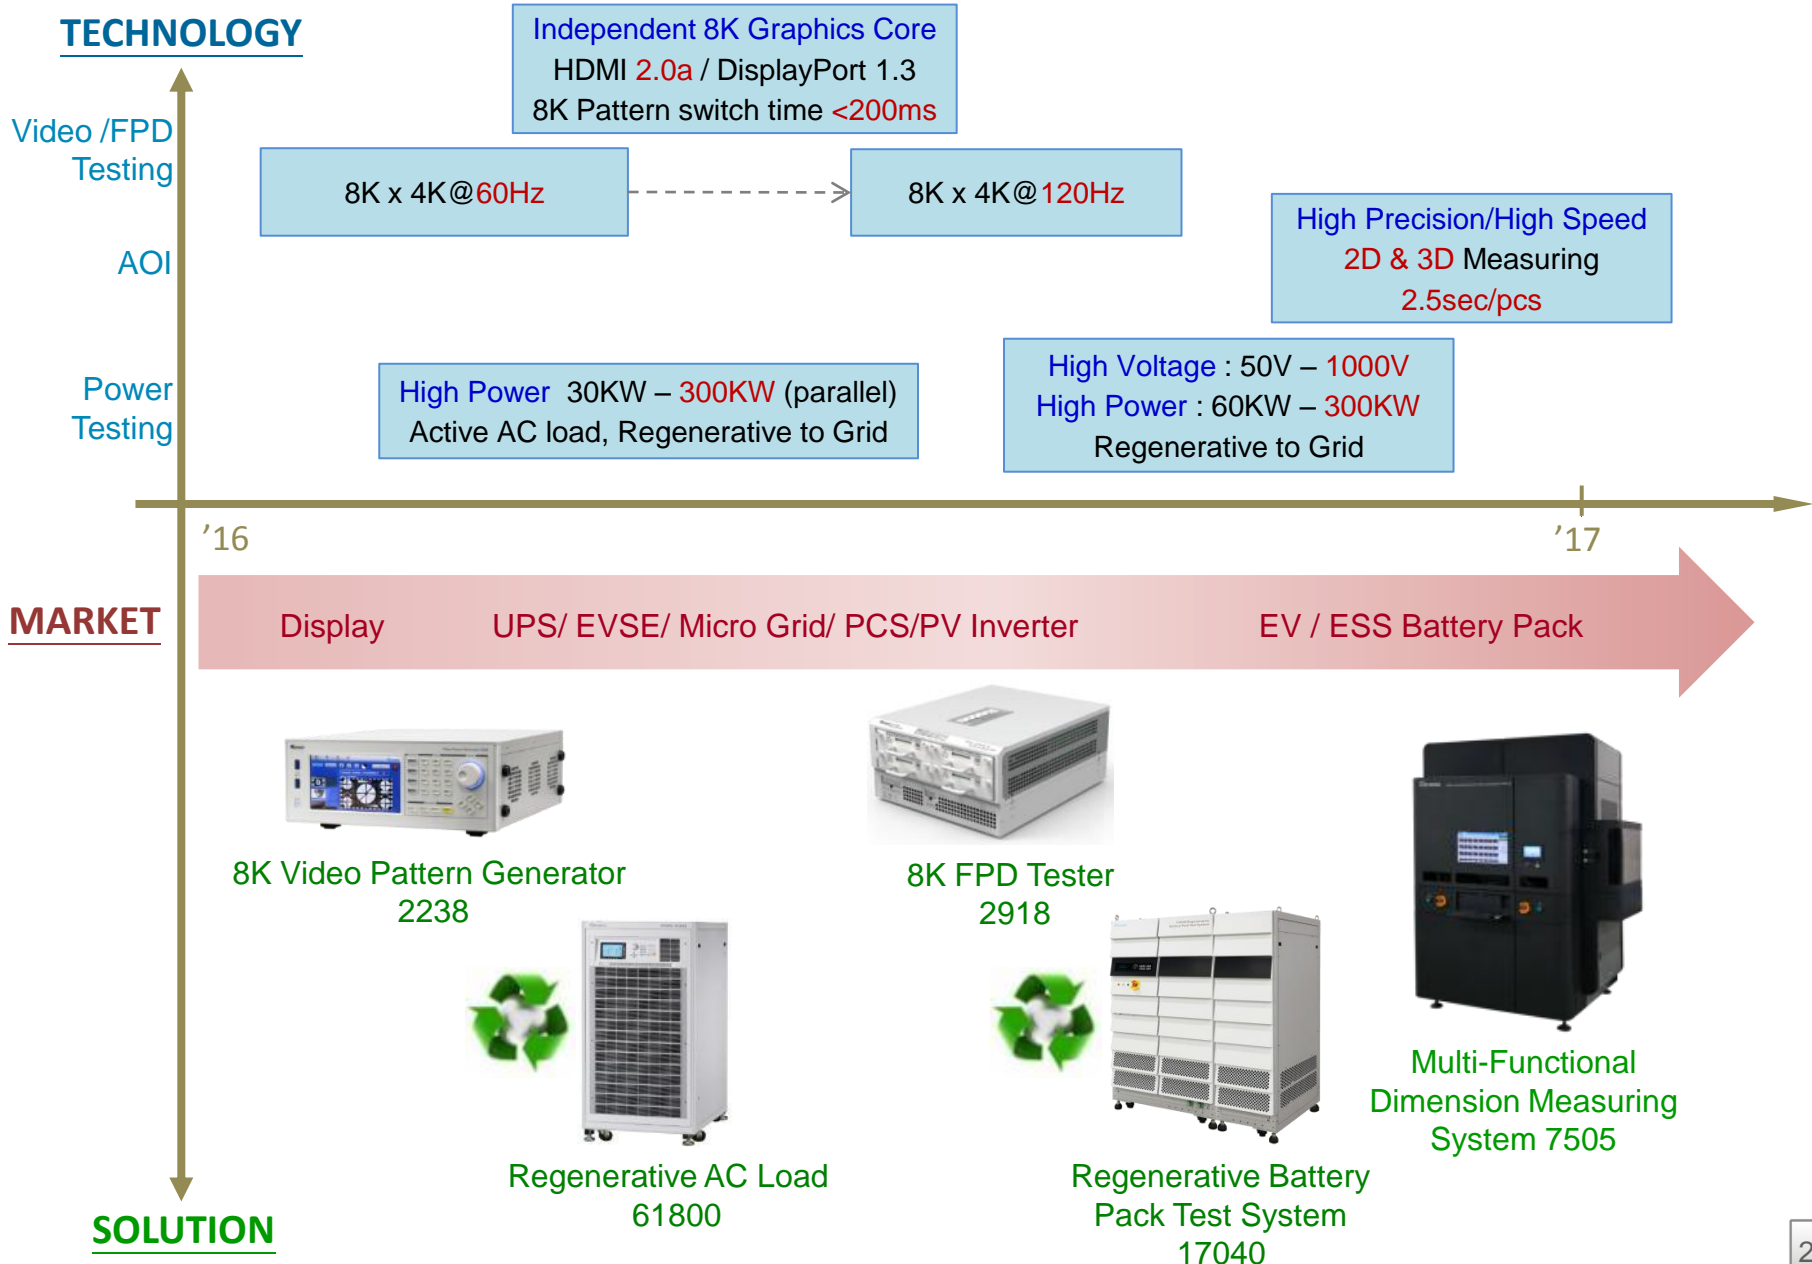 TECHNOLOGY
Independent 8K Graphics Core
HDMI 2.0a / DisplayPort 1.3
8K Pattern switch time <200ms
Video /FPD
Testing
8K x 4K@60Hz
8K x 4K@120Hz
High Precision/High Speed
2D & 3D Measuring
2.5sec/pcs
AOI
Power
Testing
High Power 30KW – 300KW (parallel)
Active AC load, Regenerative to Grid
High Voltage : 50V – 1000V
High Power : 60KW – 300KW
Regenerative to Grid
’16
’17
MARKET
Display
UPS/ EVSE/ Micro Grid/ PCS/PV Inverter
EV / ESS Battery Pack
8K Video Pattern Generator
2238
8K FPD Tester
2918
Multi-Functional
Dimension Measuring
System 7505
Regenerative AC Load
61800
Regenerative Battery
Pack Test System
17040
SOLUTION
2